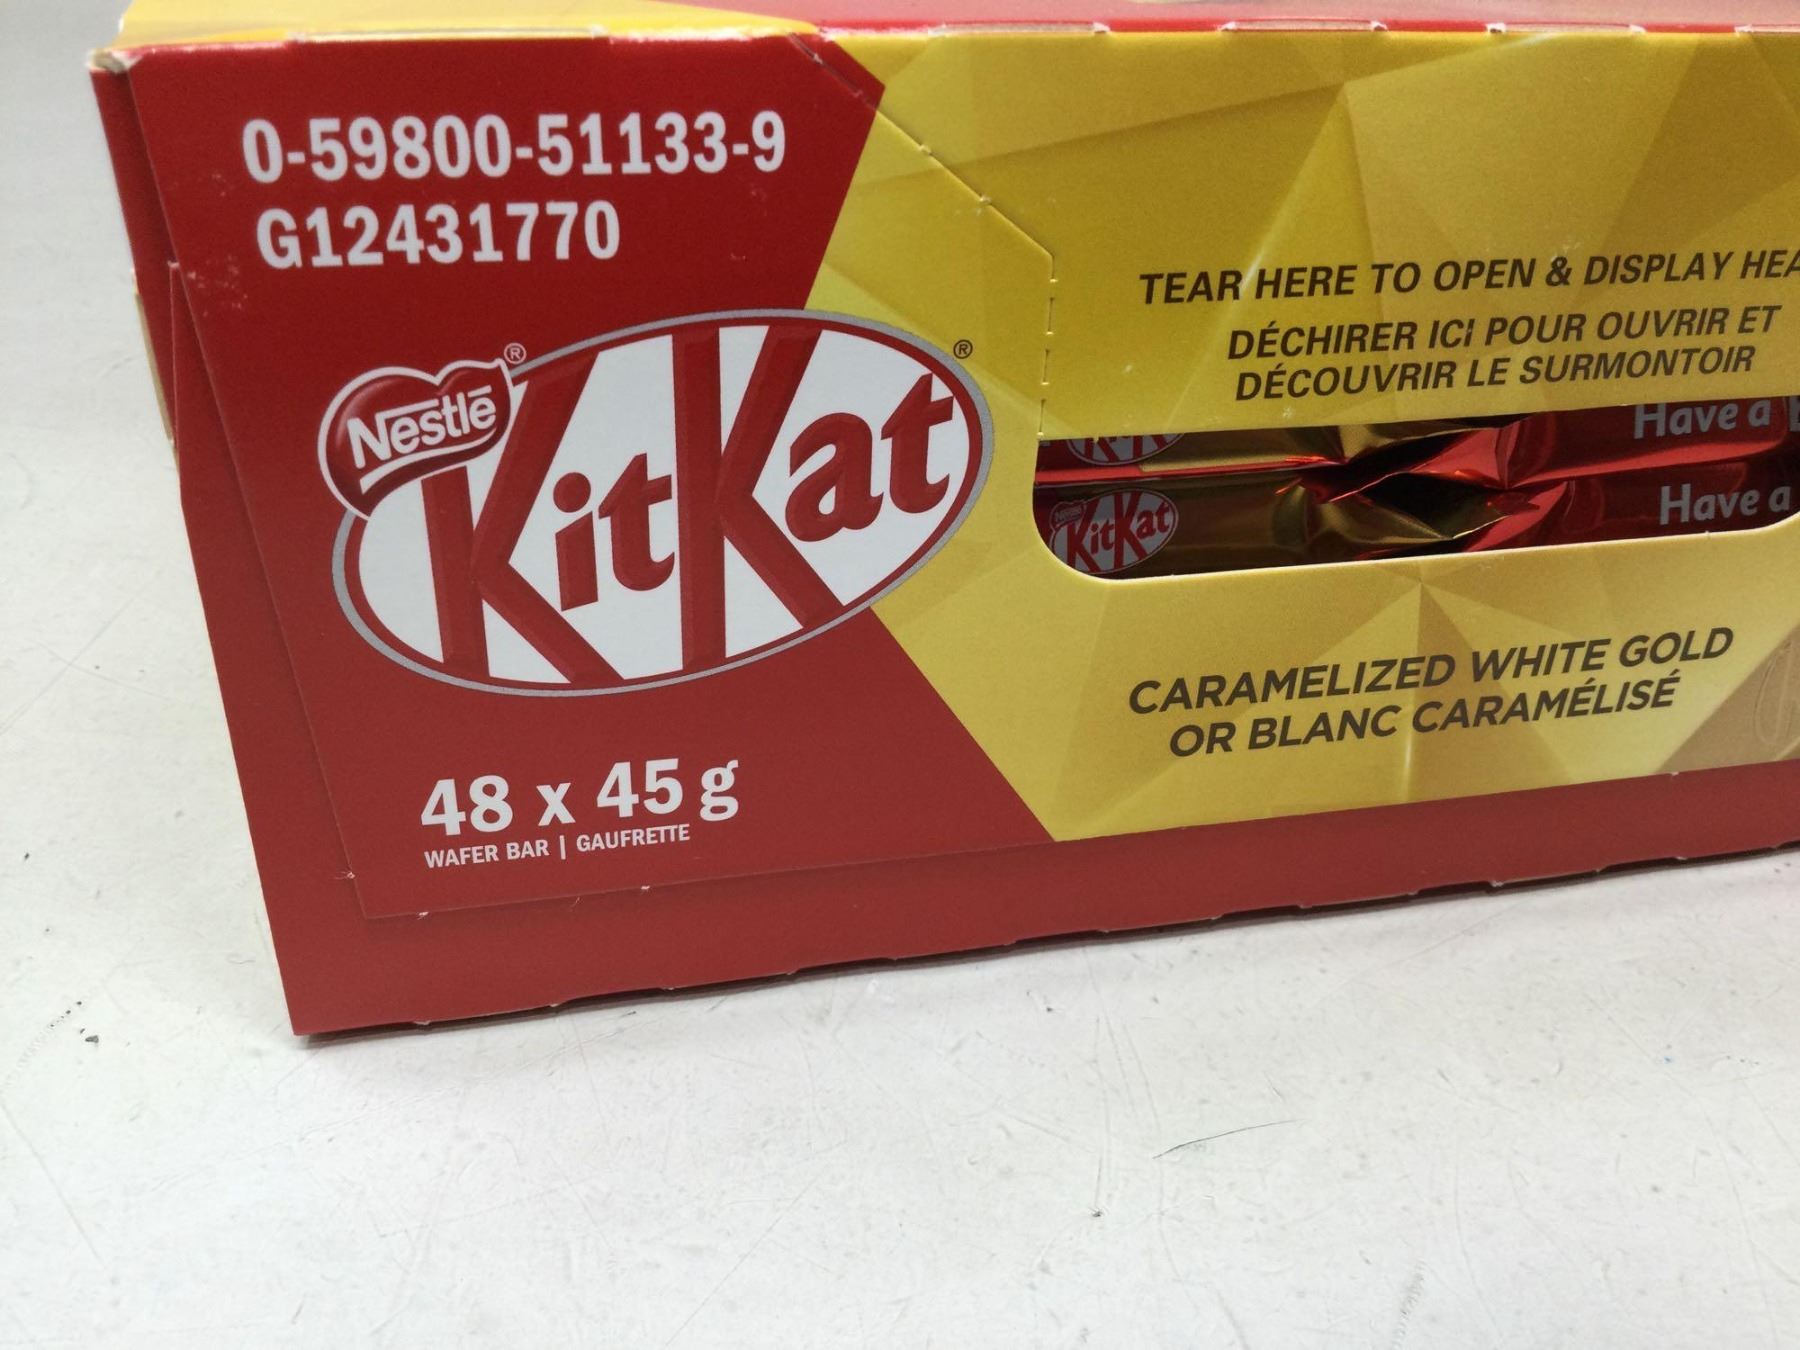 0-59800-51133-9
G12431770
Nestlé
®
KitKat
®
48 x 45 g
WAFER BAR | GAUFRETTE
TEAR HERE TO OPEN & DISPLAY
DÉCHIRER ICI POUR OUVRIR ET
DÉCOUVRIR LE SURMONTOIR
Have a
KitKat
Have a
CARAMELIZED WHITE GOLD
OR BLANC CARAMÉLISÉ